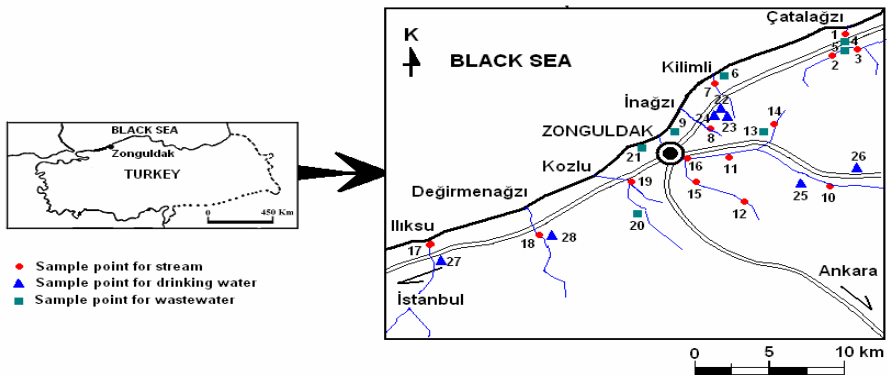 BLACK SEA
Zonguldak
TURKEY
0 450 Km
Sample point for stream
Sample point for drinking water
Sample point for wastewater
K
BLACK SEA
Çatalağzı
1
4
5
2
3
Kilimli
6
7
22
İnağzı
24
23
8
9
14
13
ZONGULDAK
21
16
11
26
Kozlu
19
15
25
10
12
Değirmenağzı
20
Ilıksu
17
18
28
27
İstanbul
Ankara
0 5 10 km